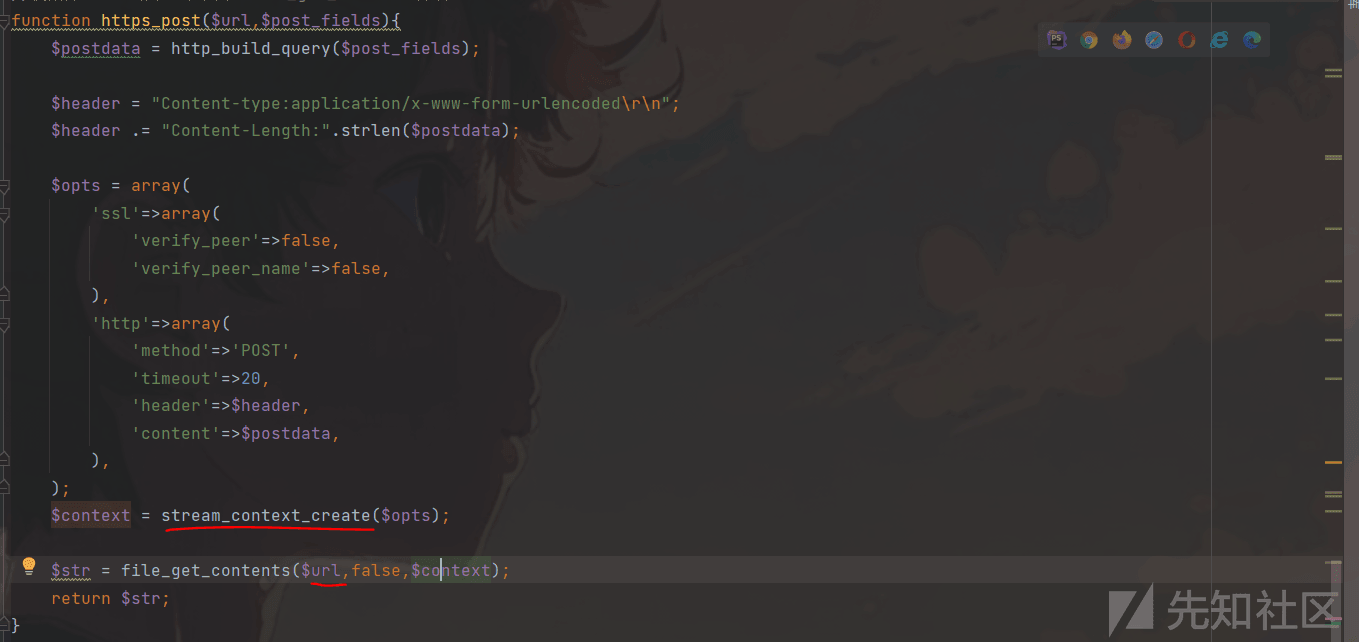 function https_post($url,$post_fields){
    $postdata = http_build_query($post_fields);
    $header = "Content-type:application/x-www-form-urlencoded\r\n";
    $header .= "Content-Length:".strlen($postdata);
    $opts = array(
        'ssl'=>array(
            'verify_peer'=>false,
            'verify_peer_name'=>false,
        ),
        'http'=>array(
            'method'=>'POST',
            'timeout'=>20,
            'header'=>$header,
            'content'=>$postdata,
        ),
    );
    $context = stream_context_create($opts);
    $str = file_get_contents($url,false,$context);
    return $str;
}
PS
先知社区